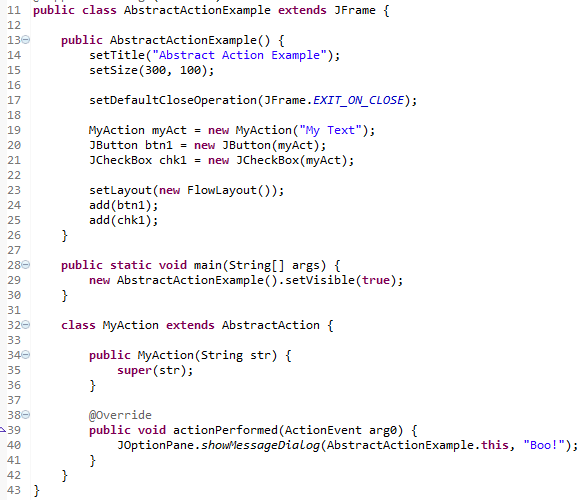 11 public class AbstractActionExample extends JFrame {
12
13 public AbstractActionExample() {
14 setTitle("Abstract Action Example");
15 setSize(300, 100);
16
17 setDefaultCloseOperation(JFrame.EXIT_ON_CLOSE);
18
19 MyAction myAct = new MyAction("My Text");
20 JButton btn1 = new JButton(myAct);
21 JCheckBox chk1 = new JCheckBox(myAct);
22
23 setLayout(new FlowLayout());
24 add(btn1);
25 add(chk1);
26 }
27
28 public static void main(String[] args) {
29 new AbstractActionExample().setVisible(true);
30 }
31
32 class MyAction extends AbstractAction {
33
34 public MyAction(String str) {
35 super(str);
36 }
37
38 @Override
39 public void actionPerformed(ActionEvent arg0) {
40 JOptionPane.showMessageDialog(AbstractActionExample.this, "Boo!");
41 }
42 }
43 }